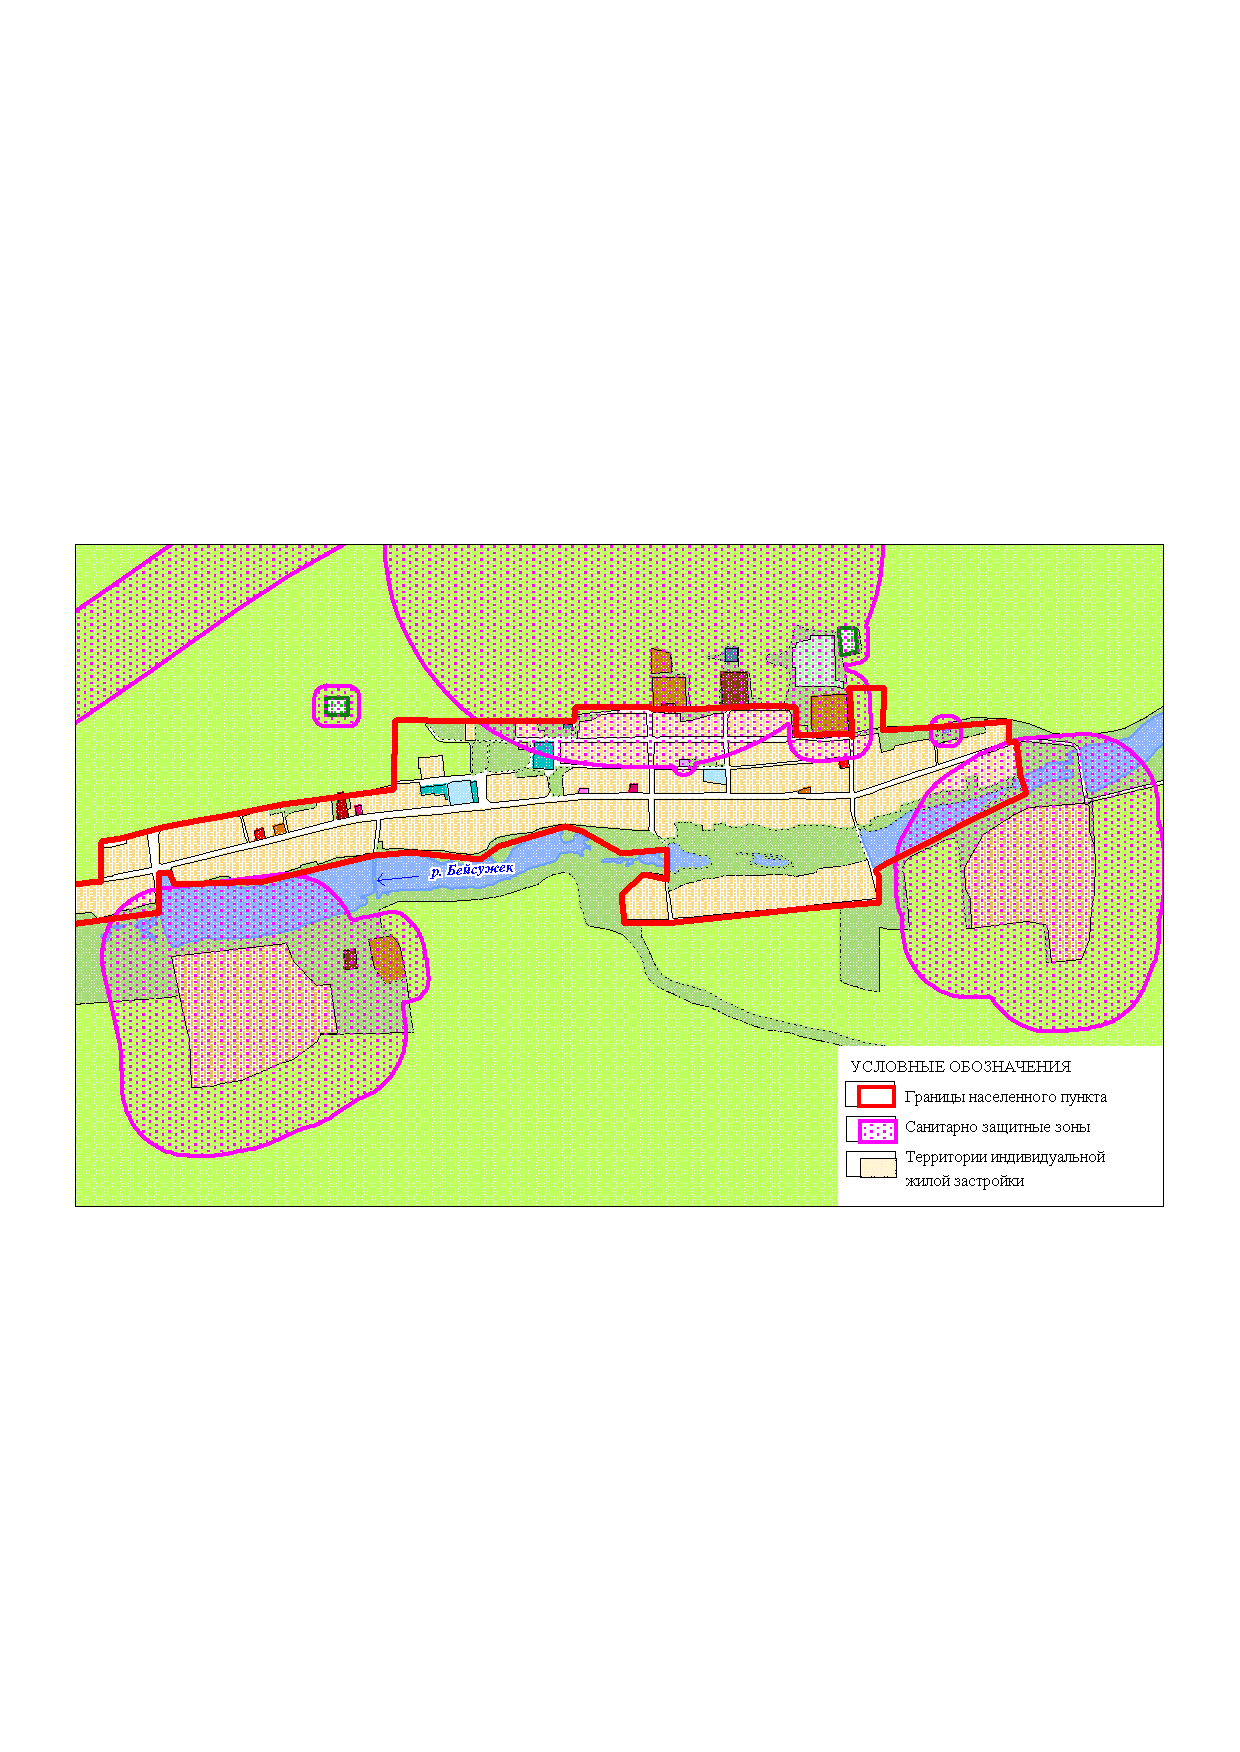 р. Бейсужек
УСЛОВНЫЕ ОБОЗНАЧЕНИЯ
Границы населенного пункта
Санитарно защитные зоны
Территории индивидуальной
жилой застройки